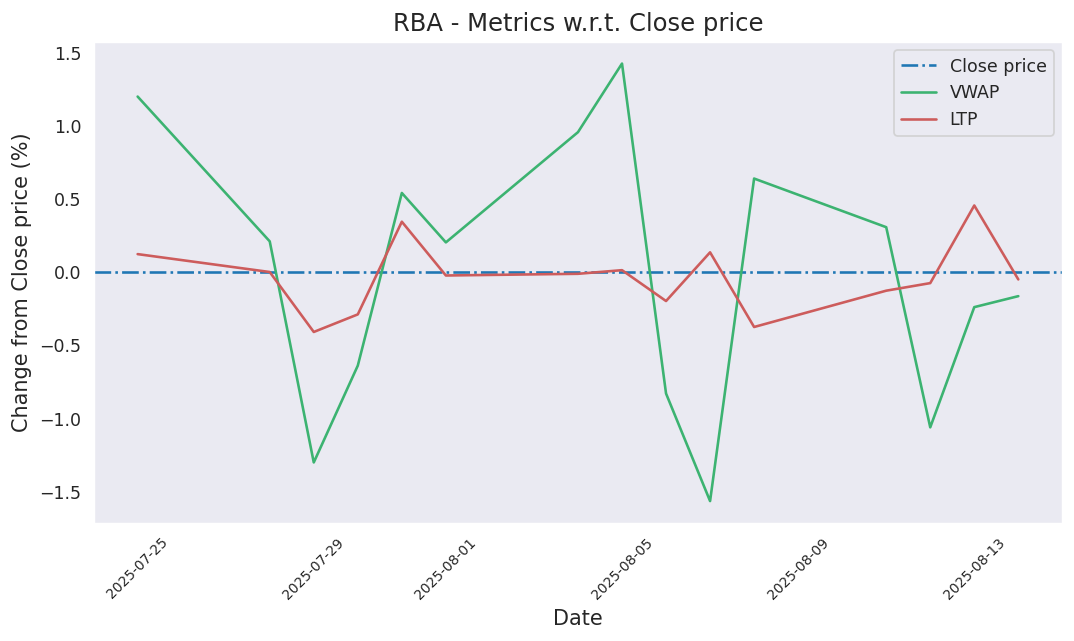 RBA - Metrics w.r.t. Close price
Change from Close price (%)
1.5
1.0
0.5
0.0
−0.5
−1.0
−1.5
Close price
VWAP
LTP
2025-07-25
2025-07-29
2025-08-01
2025-08-05
2025-08-09
2025-08-13
Date